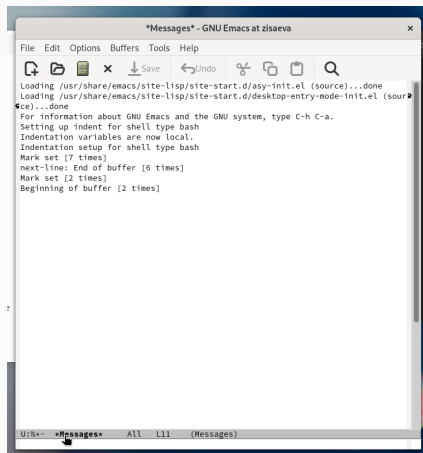 *Messages* - GNU Emacs at zisaeva
File Edit Options Buffers Tools Help
Save Undo
Loading /usr/share/emacs/site-lisp/site-start.d/asy-init.el (source)...done
Loading /usr/share/emacs/site-lisp/site-start.d/desktop-entry-mode-init.el (sour
ce)...done
For information about GNU Emacs and the GNU system, type C-h C-a.
Setting up indent for shell type bash
Indentation variables are now local.
Indentation setup for shell type bash
Mark set [7 times]
next-line: End of buffer [6 times]
Mark set [2 times]
Beginning of buffer [2 times]
U:%*- *Messages* All L11 (Messages)